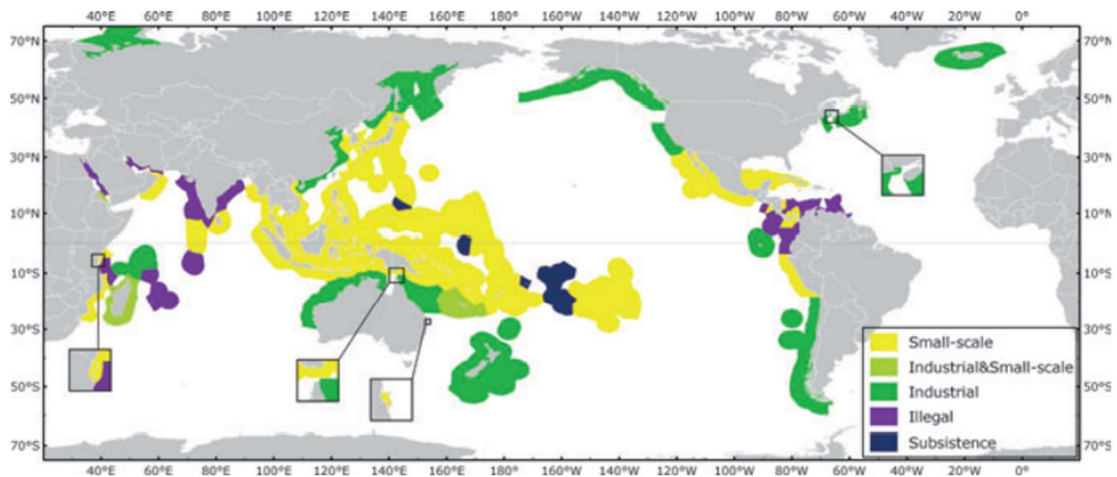 40°E 60°E 80°E 100°E 120°E 140°E 160°E 180° 160°W 140°W 120°W 100°W 80°W 60°W 40°W 20°W 0°
70°N 70°N
50°N 50°N
30°N 30°N
10°N 10°N
10°S 10°S
30°S 30°S
Small-scale
Industrial&Small-scale
Industrial
50°S 50°S
Illegal
Subsistence
70°S 70°S
40°E 60°E 80°E 100°E 120°E 140°E 160°E 180° 160°W 140°W 120°W 100°W 80°W 60°W 40°W 20°W 0°